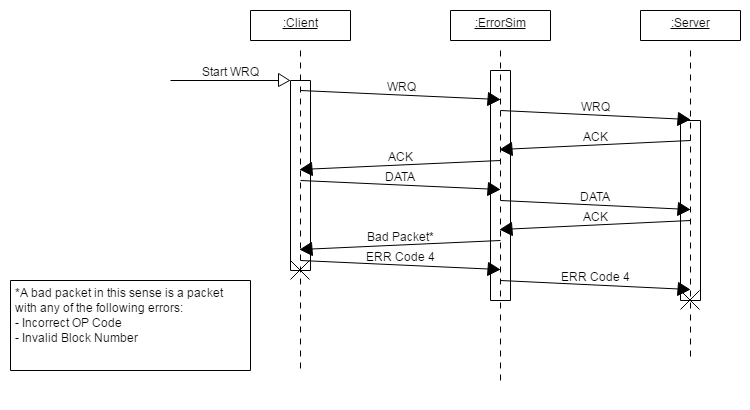 :Client
:ErrorSim
:Server
Start WRQ
WRQ
WRQ
ACK
ACK
DATA
DATA
ACK
Bad Packet*
ERR Code 4
ERR Code 4
*A bad packet in this sense is a packet
with any of the following errors:
- Incorrect OP Code
- Invalid Block Number